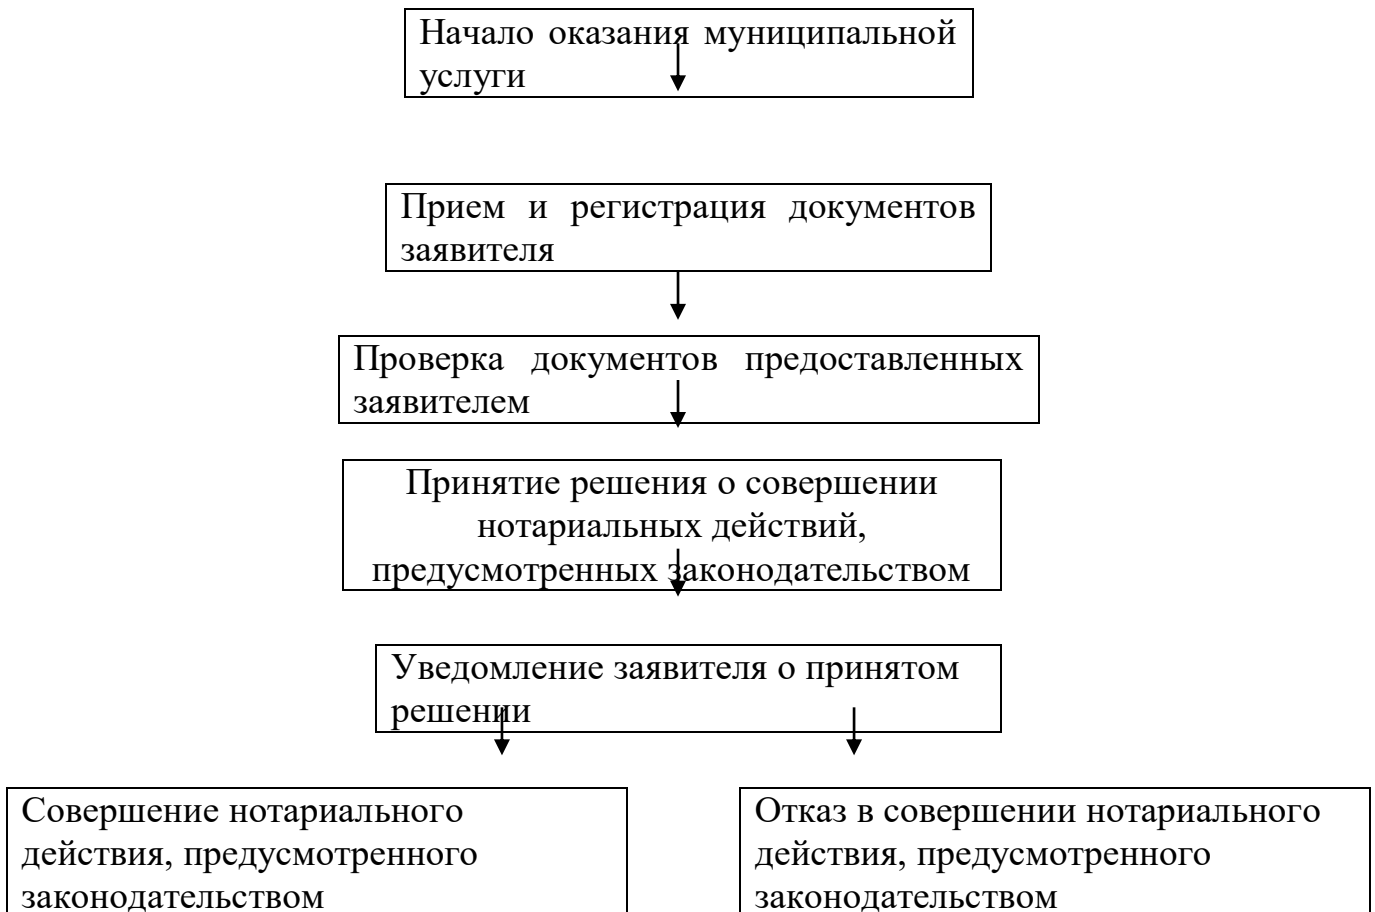 Начало оказания муниципальной
услуги
Прием и регистрация документов
заявителя
Проверка документов предоставленных
заявителем
Принятие решения о совершении
нотариальных действий,
предусмотренных законодательством
Уведомление заявителя о принятом
решении
Совершение нотариального
действия, предусмотренного
законодательством
Отказ в совершении нотариального
действия, предусмотренного
законодательством